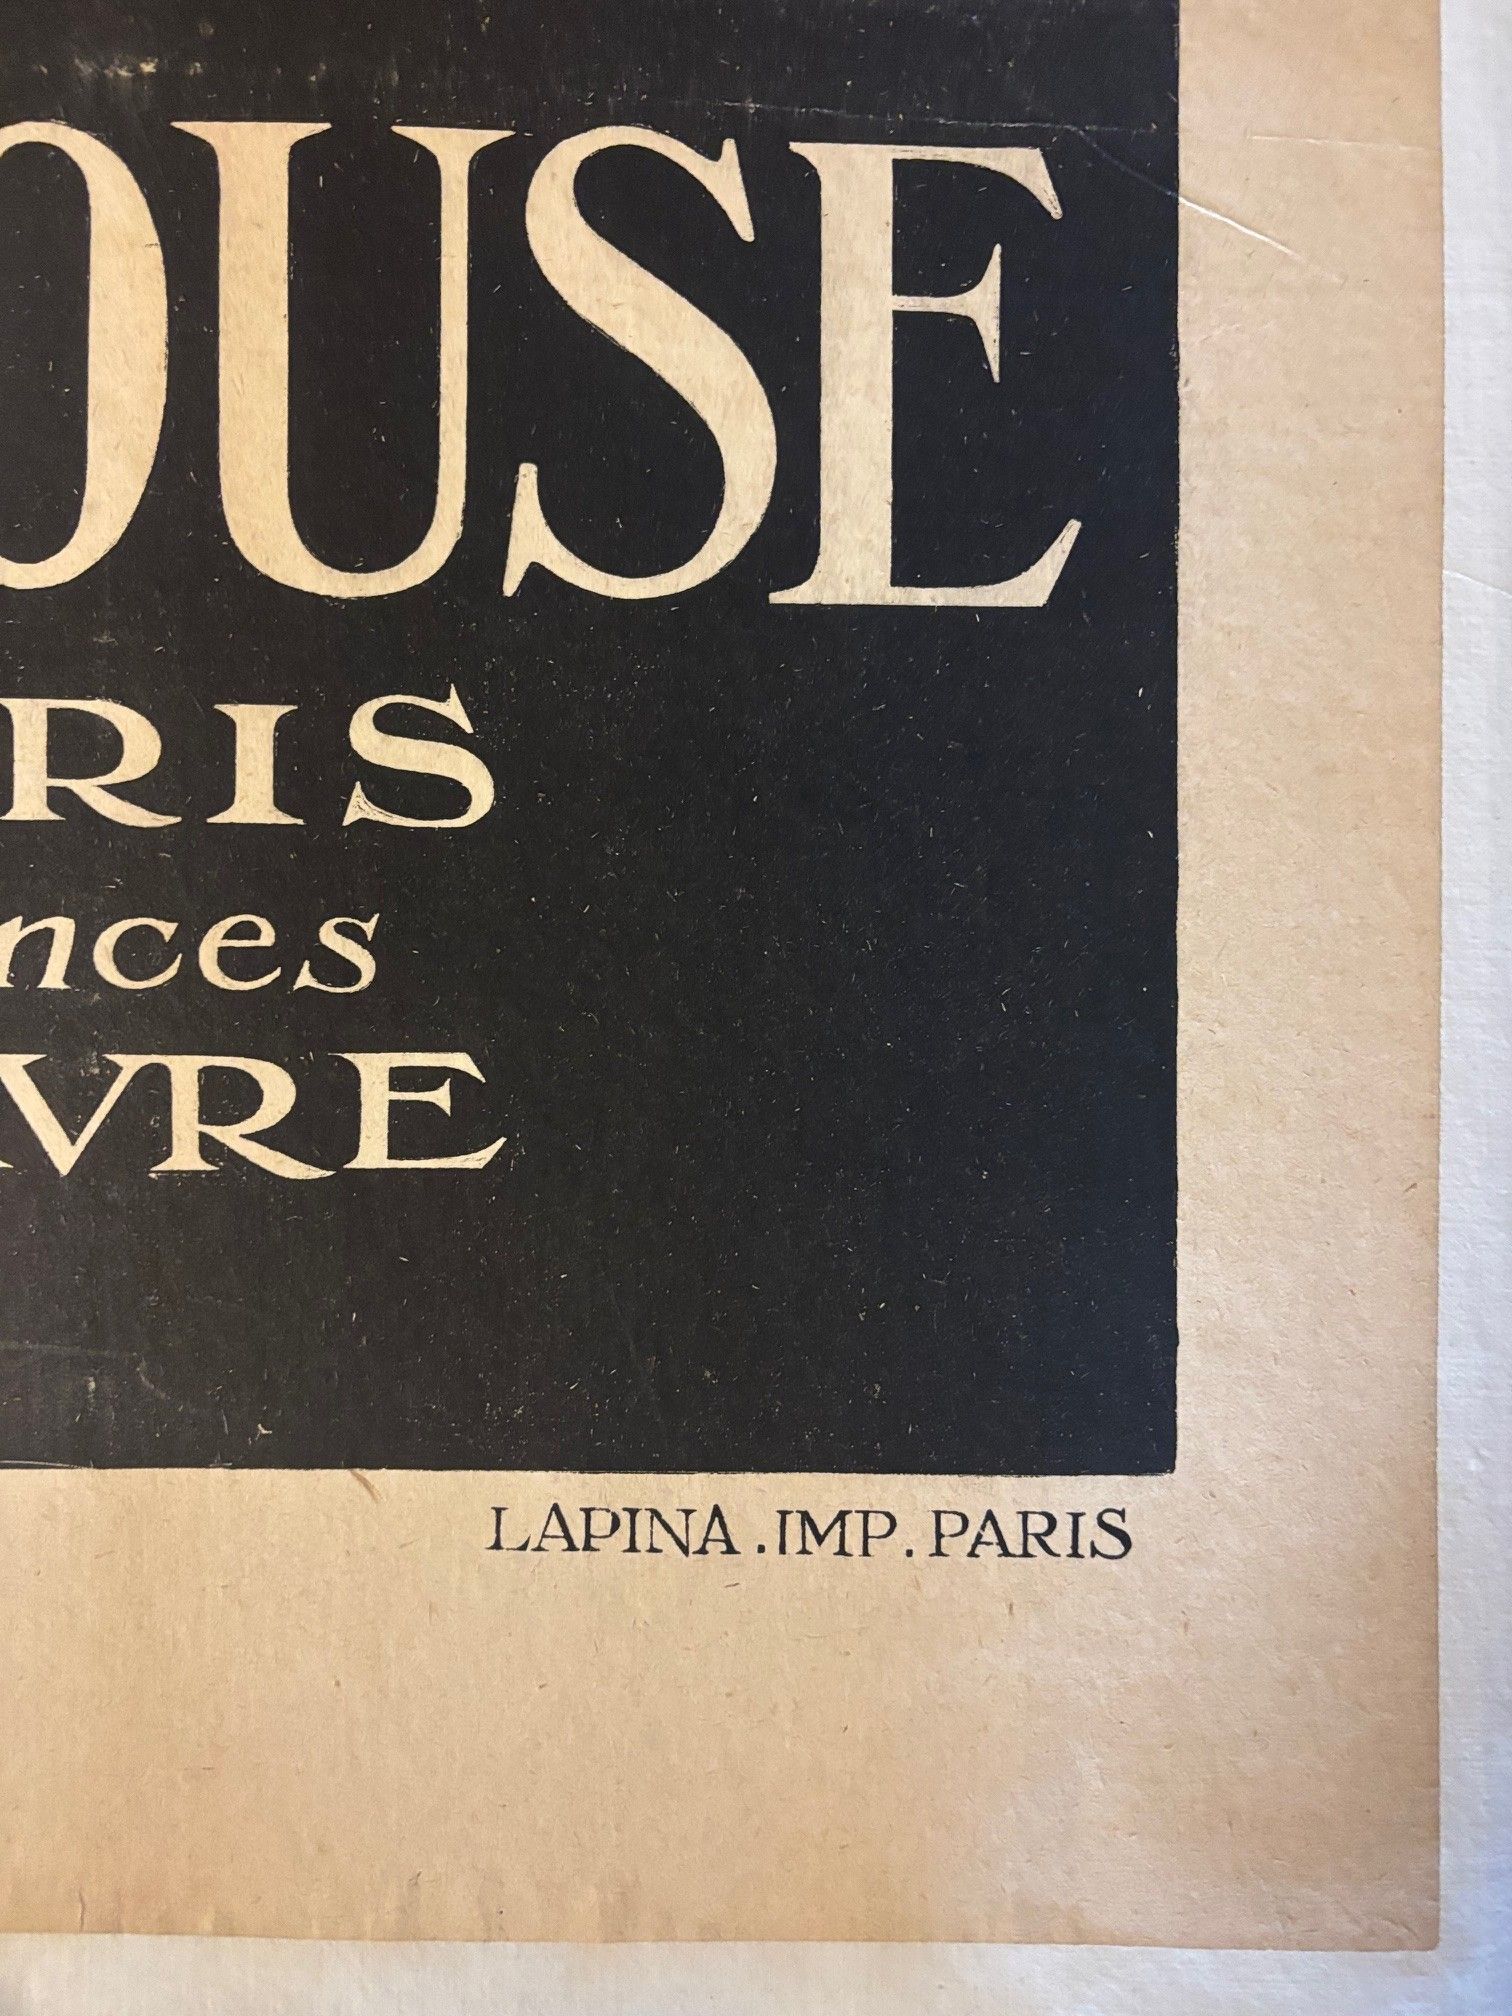 OUSE
RIS
nces
VRE
LAPINA . IMP. PARIS